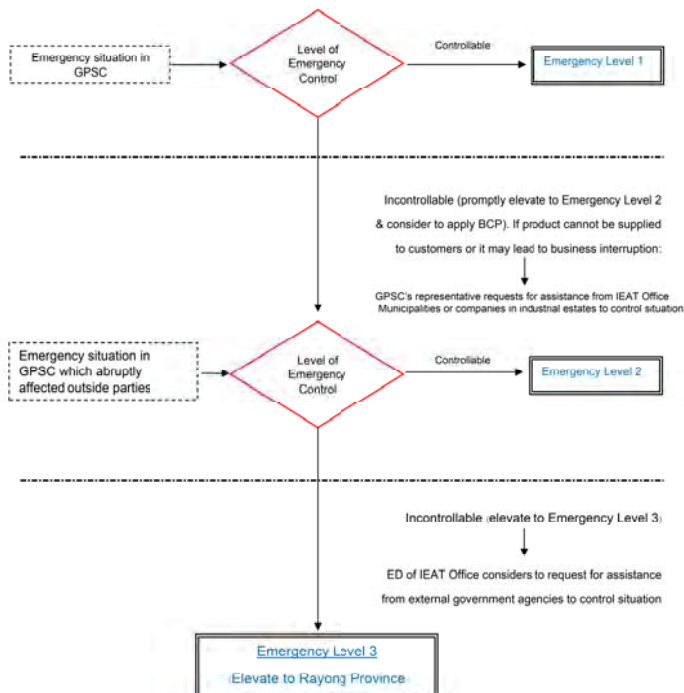 Emergency situation in
GPSC
Level of
Emergency
Control
Controllable
Emergency Level 1
Incontrollable (promptly elevate to Emergency Level 2
& consider to apply BCP). If product cannot be supplied
to customers or it may lead to business interruption:
GPSC's representative requests for assistance from IEAT Office
Municipalities or companies in industrial estates to control situation
Emergency situation in
GPSC which abruptly
affected outside parties
Level of
Emergency
Control
Controllable
Emergency Level 2
Incontrollable (elevate to Emergency Level 3)
ED of IEAT Office considers to request for assistance
from external government agencies to control situation
Emergency Level 3
Elevate to Rayong Province